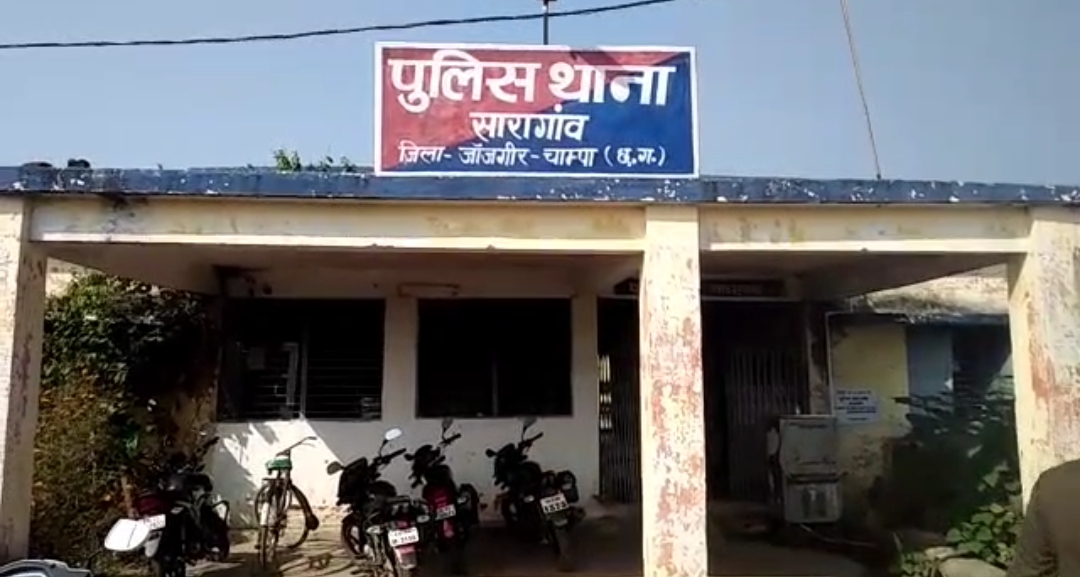 पुलिस थाना
सारागांव
जिला- जाँजगीर-चाम्पा (छ.ग.)